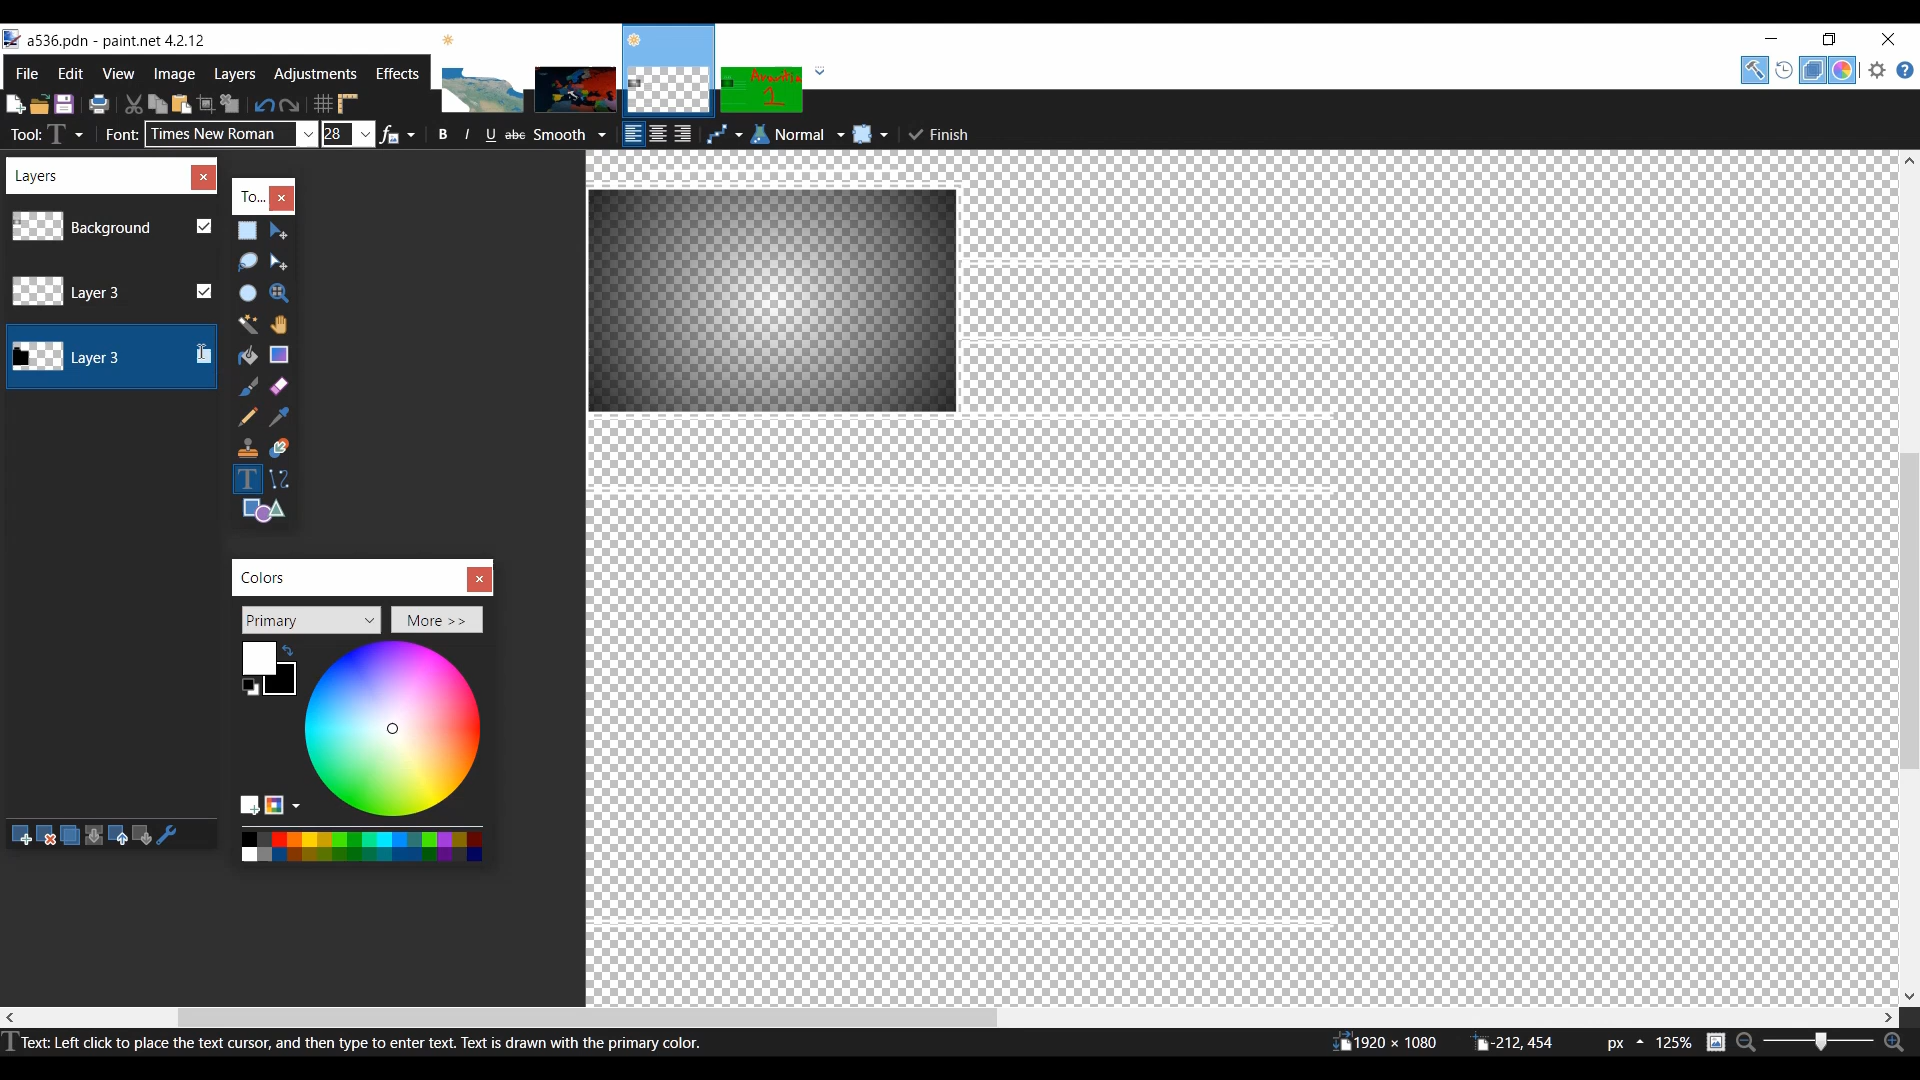 a536.pdn - paint.net 4.2.12
File Edit View Image Layers Adjustments Effects
1
Tool: T Font: Times New Roman 28 fx B I U abc Smooth Normal Finish
Layers
To...
Background
Layer 3
Layer 3
Colors
Primary More >>
Text: Left click to place the text cursor, and then type to enter text. Text is drawn with the primary color.
1920 × 1080 -212, 454 px 125%